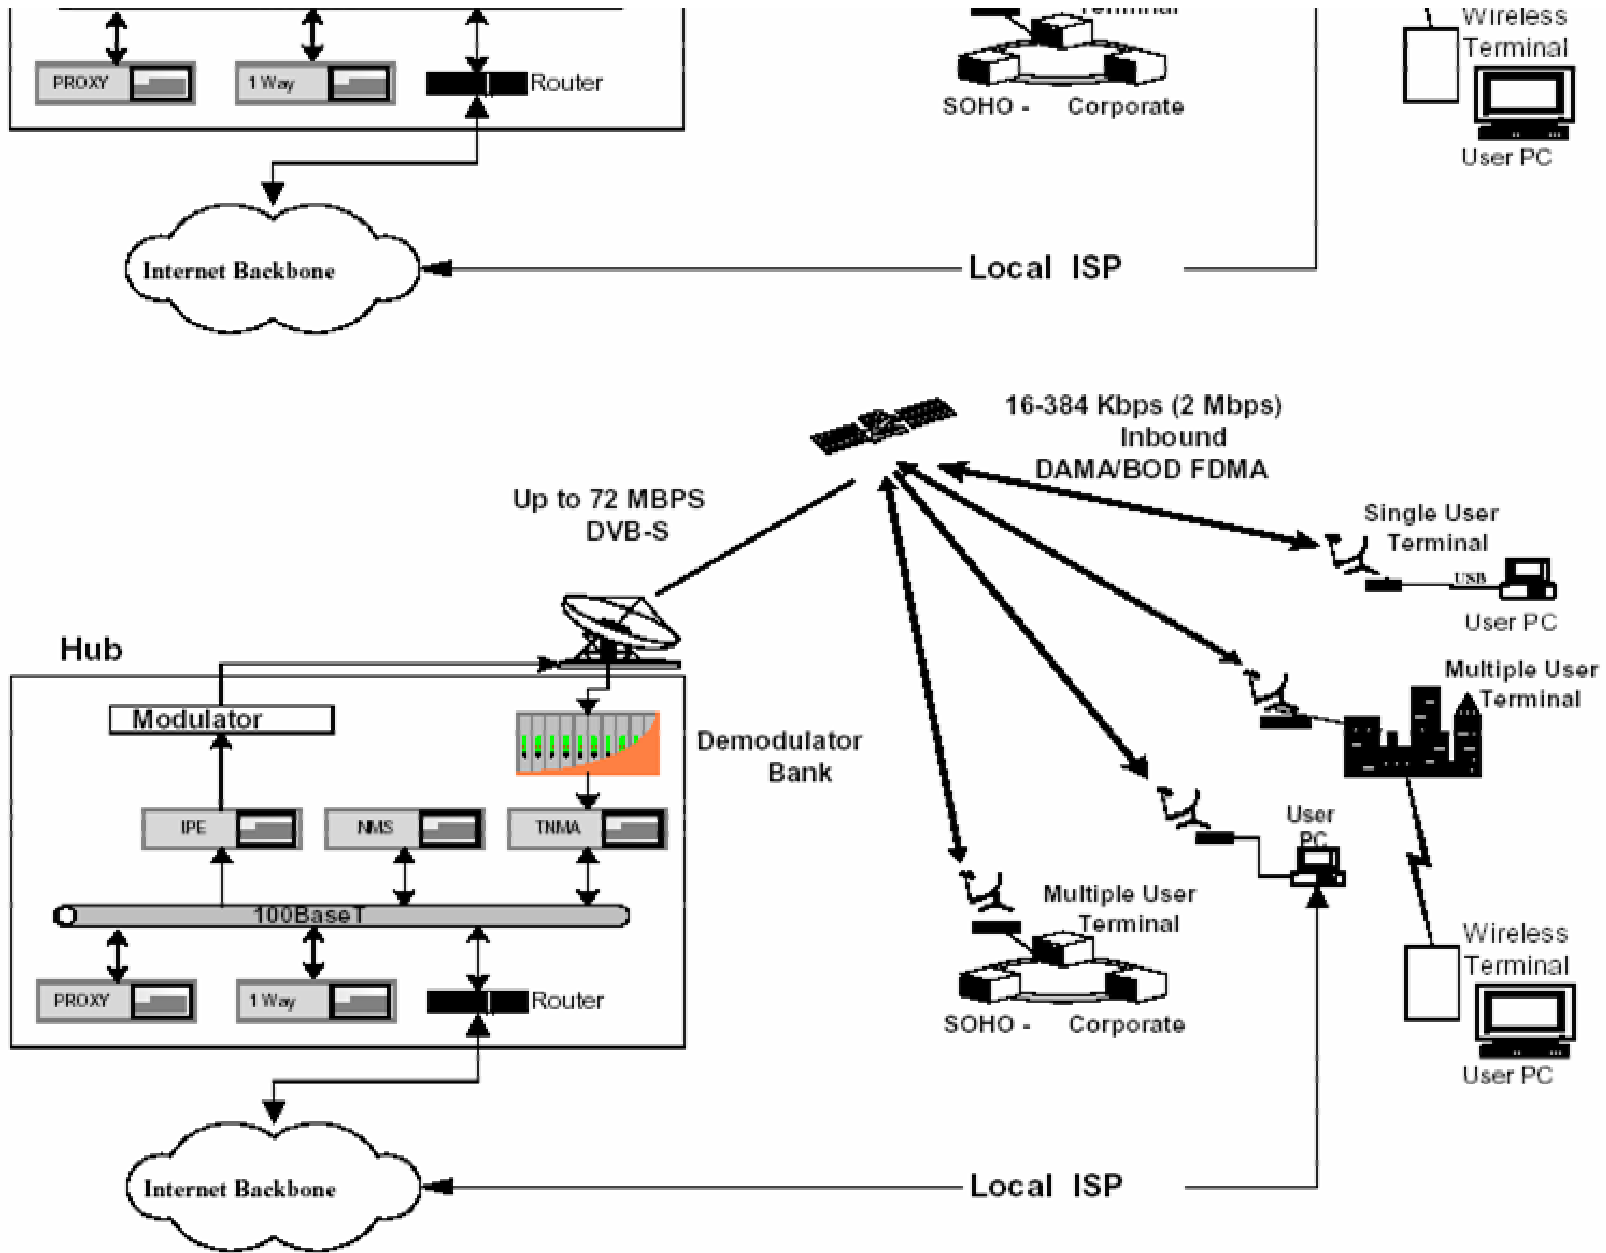 Terminal
Wireless
Terminal
PROXY
1 Way
Router
SOHO - Corporate
User PC
Internet Backbone
Local ISP
16-384 Kbps (2 Mbps)
Inbound
DAMA/BOD FDMA
Up to 72 MBPS
DVB-S
Single User
Terminal
USB
User PC
Hub
Multiple User
Terminal
Modulator
Demodulator
Bank
IPE
NMS
TNMA
User
PC
100BaseT
Multiple User
Terminal
Wireless
Terminal
PROXY
1 Way
Router
SOHO - Corporate
User PC
Internet Backbone
Local ISP